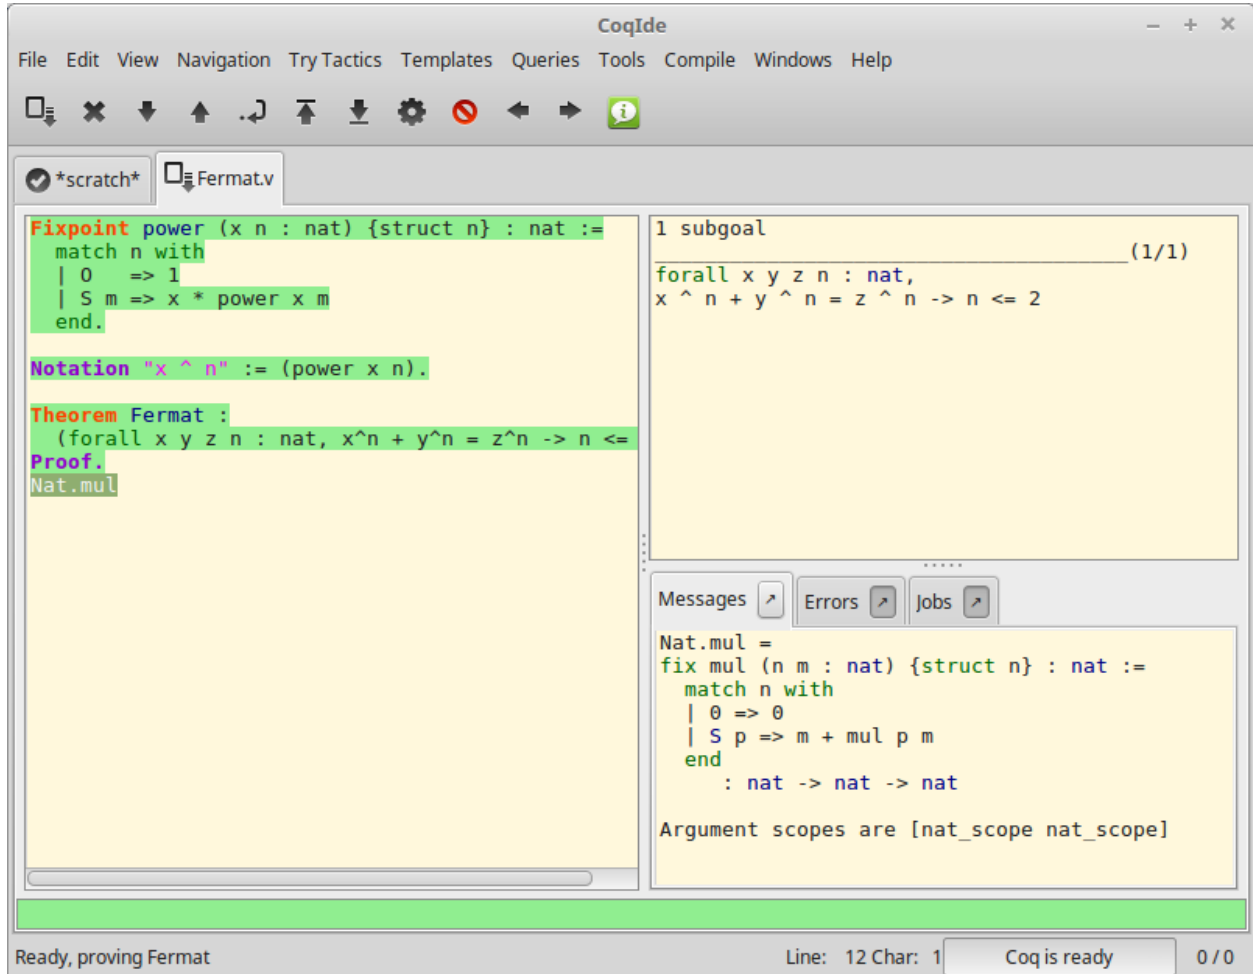 CoqIde
File Edit View Navigation Try Tactics Templates Queries Tools Compile Windows Help
*scratch* Fermat.v
Fixpoint power (x n : nat) {struct n} : nat :=
  match n with
  | O   => 1
  | S m => x * power x m
  end.
Notation "x ^ n" := (power x n).
Theorem Fermat :
  (forall x y z n : nat, x^n + y^n = z^n -> n <=
Proof.
Nat.mul
1 subgoal
______________________________________(1/1)
forall x y z n : nat,
x ^ n + y ^ n = z ^ n -> n <= 2
Messages Errors Jobs
Nat.mul =
fix mul (n m : nat) {struct n} : nat :=
  match n with
  | 0 => 0
  | S p => m + mul p m
  end
     : nat -> nat -> nat
Argument scopes are [nat_scope nat_scope]
Ready, proving Fermat Line: 12 Char: 1 Coq is ready 0 / 0